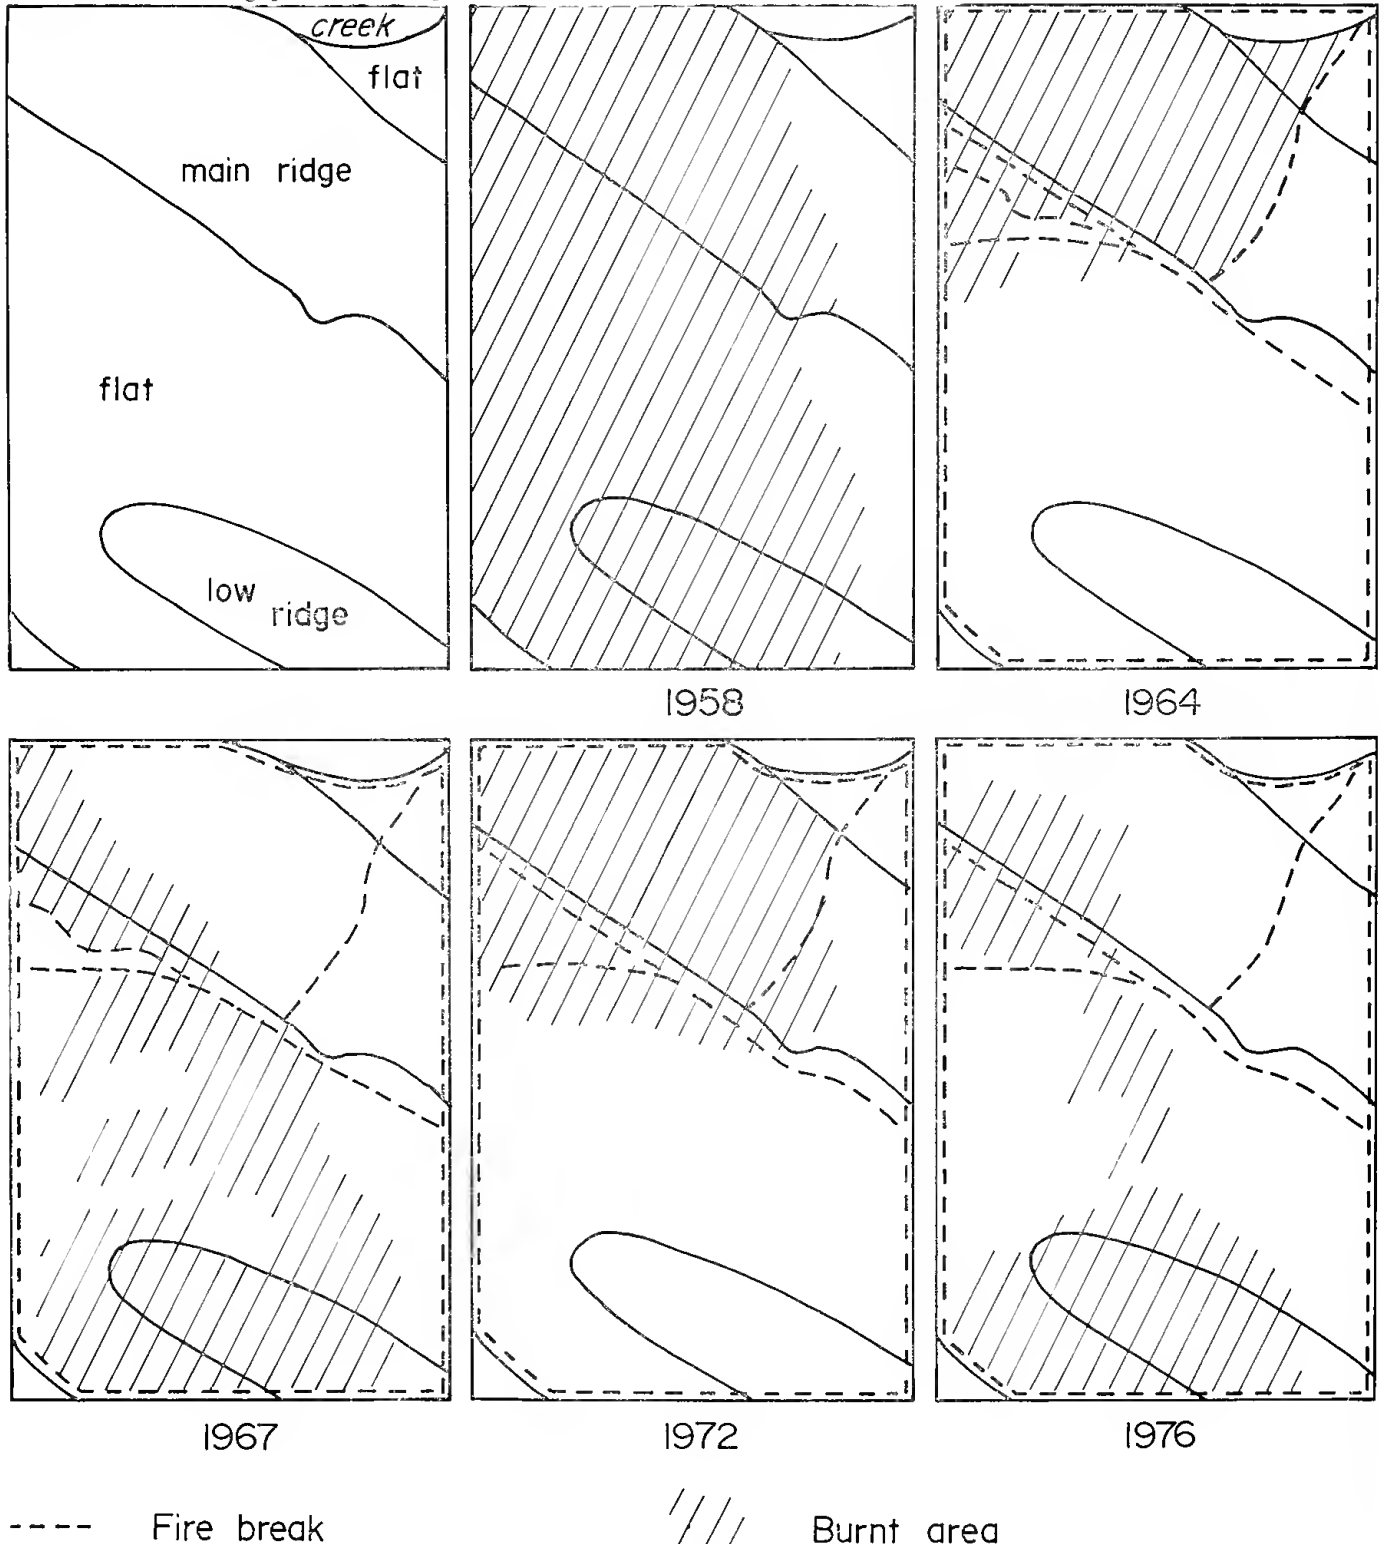 creek
flat
main ridge
flat
low
ridge
1958
1964
1967
1972
1976
Fire break
Burnt area